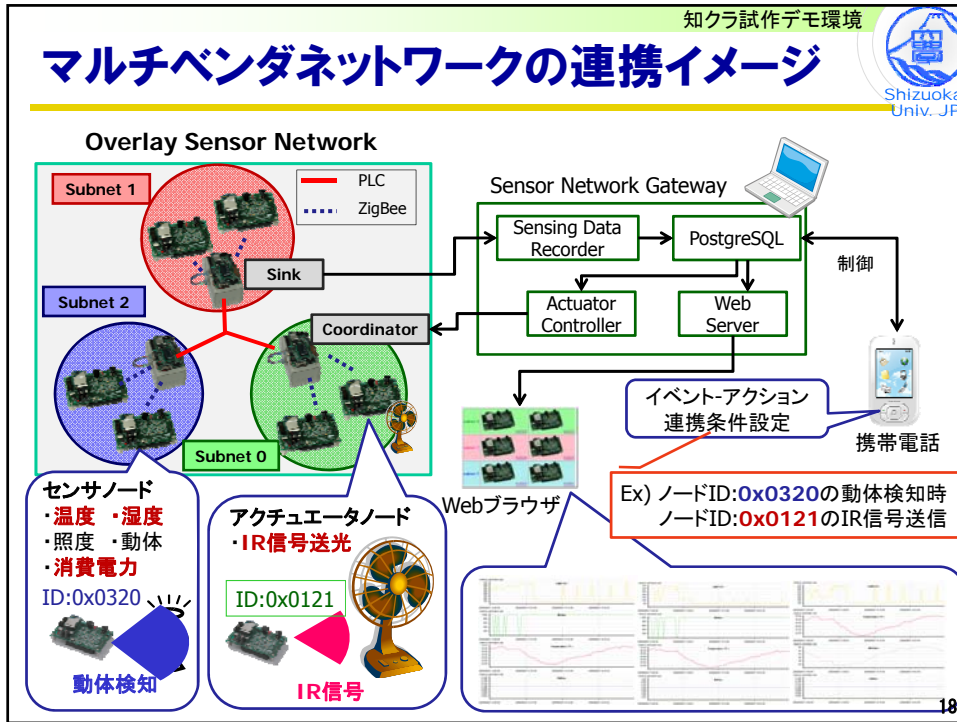 知クラ試作デモ環境
マルチベンダネットワークの連携イメージ
Shizuoka
Univ. JP
Overlay Sensor Network
Subnet 1
PLC
ZigBee
Sink
Subnet 2
Coordinator
Subnet 0
Sensor Network Gateway
Sensing Data
Recorder
PostgreSQL
制御
Actuator
Controller
Web
Server
イベント-アクション
連携条件設定
携帯電話
Webブラウザ
Ex) ノードID:0x0320の動体検知時
ノードID:0x0121のIR信号送信
センサノード
・温度 ・湿度
・照度 ・動体
・消費電力
ID:0x0320
動体検知
アクチュエータノード
・IR信号送光
ID:0x0121
IR信号
18